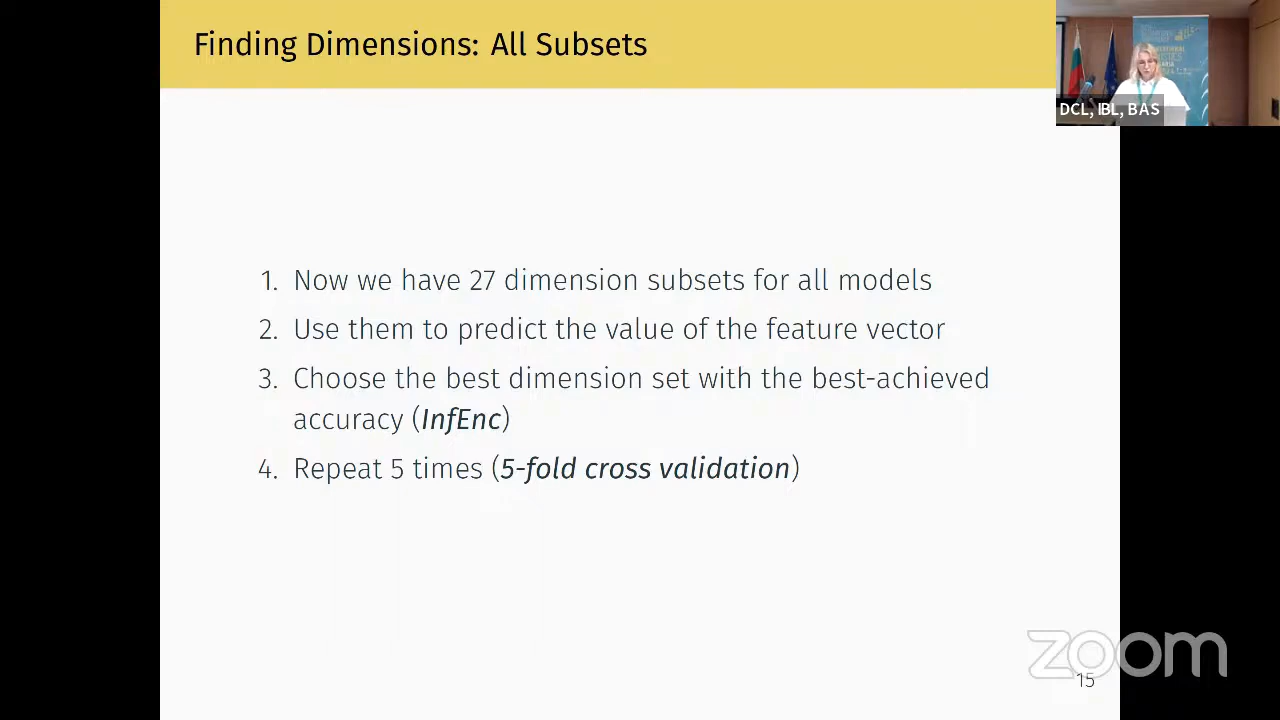 Finding Dimensions: All Subsets
DCL, IBL, BAS
1. Now we have 27 dimension subsets for all models
2. Use them to predict the value of the feature vector
3. Choose the best dimension set with the best-achieved
accuracy (InfEnc)
4. Repeat 5 times (5-fold cross validation)
zoom
15